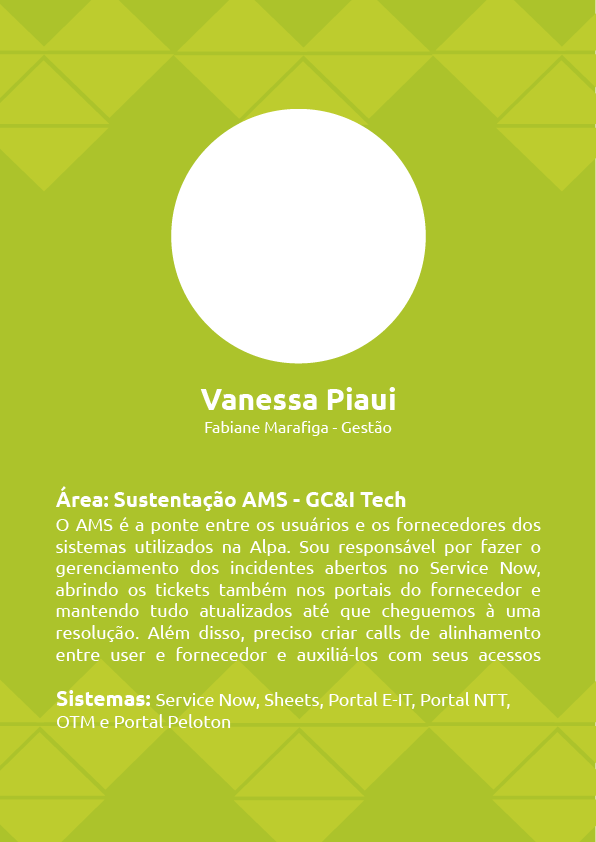 Vanessa Piaui
Fabiane Marafiga - Gestão
Área: Sustentação AMS - GC&I Tech
O AMS é a ponte entre os usuários e os fornecedores dos
sistemas utilizados na Alpa. Sou responsável por fazer o
gerenciamento dos incidentes abertos no Service Now,
abrindo os tickets também nos portais do fornecedor e
mantendo tudo atualizados até que cheguemos à uma
resolução. Além disso, preciso criar calls de alinhamento
entre user e fornecedor e auxiliá-los com seus acessos
Sistemas: Service Now, Sheets, Portal E-IT, Portal NTT,
OTM e Portal Peloton